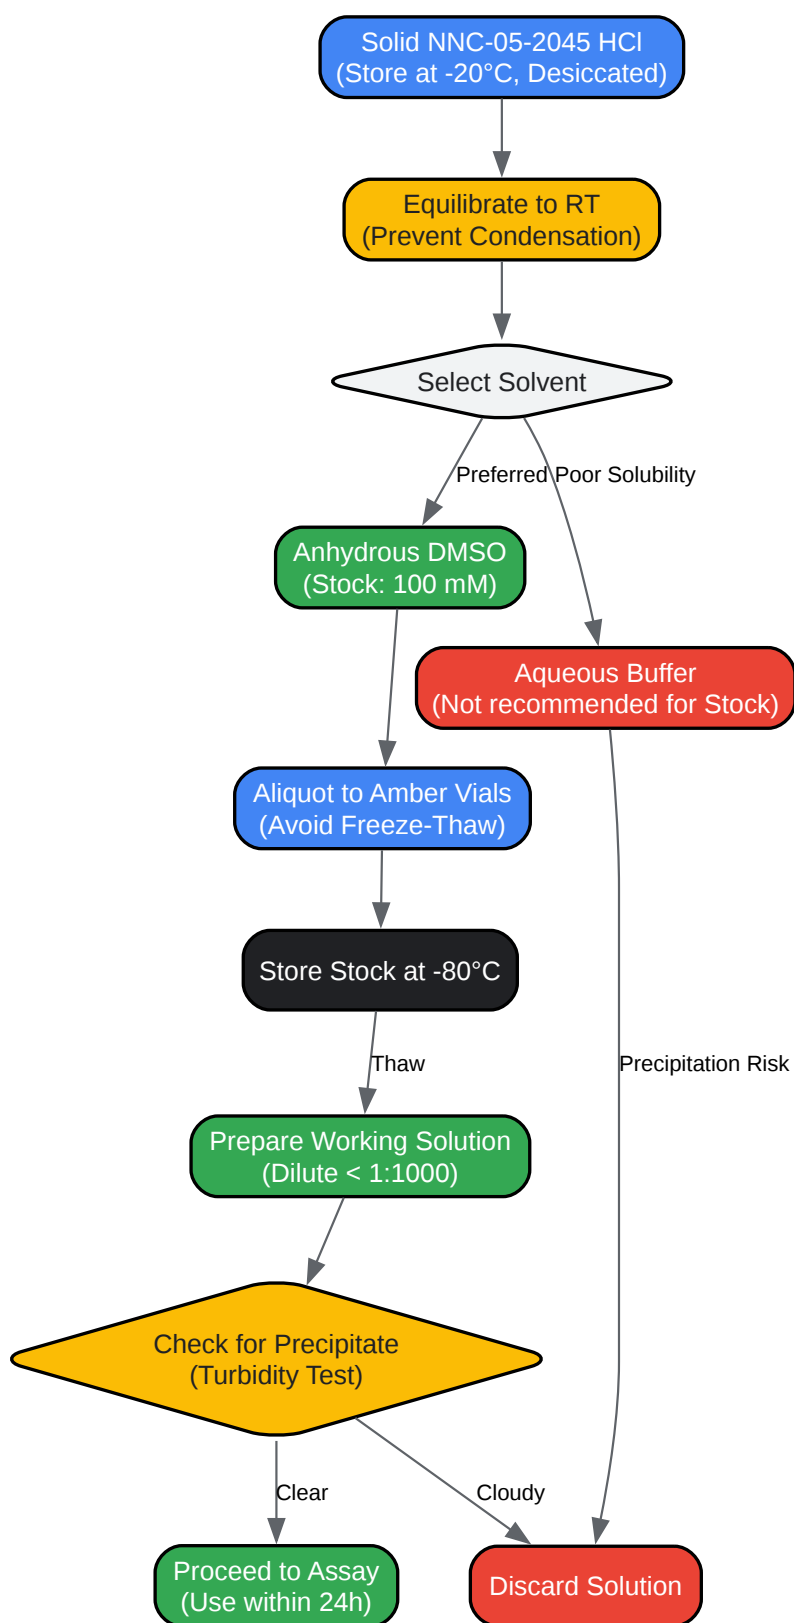 Solid NNC-05-2045 HCl
(Store at -20°C, Desiccated)
Equilibrate to RT
(Prevent Condensation)
Select Solvent
Preferred
Poor Solubility
Anhydrous DMSO
(Stock: 100 mM)
Aqueous Buffer
(Not recommended for Stock)
Aliquot to Amber Vials
(Avoid Freeze-Thaw)
Store Stock at -80°C
Thaw
Precipitation Risk
Prepare Working Solution
(Dilute < 1:1000)
Check for Precipitate
(Turbidity Test)
Clear
Cloudy
Proceed to Assay
(Use within 24h)
Discard Solution